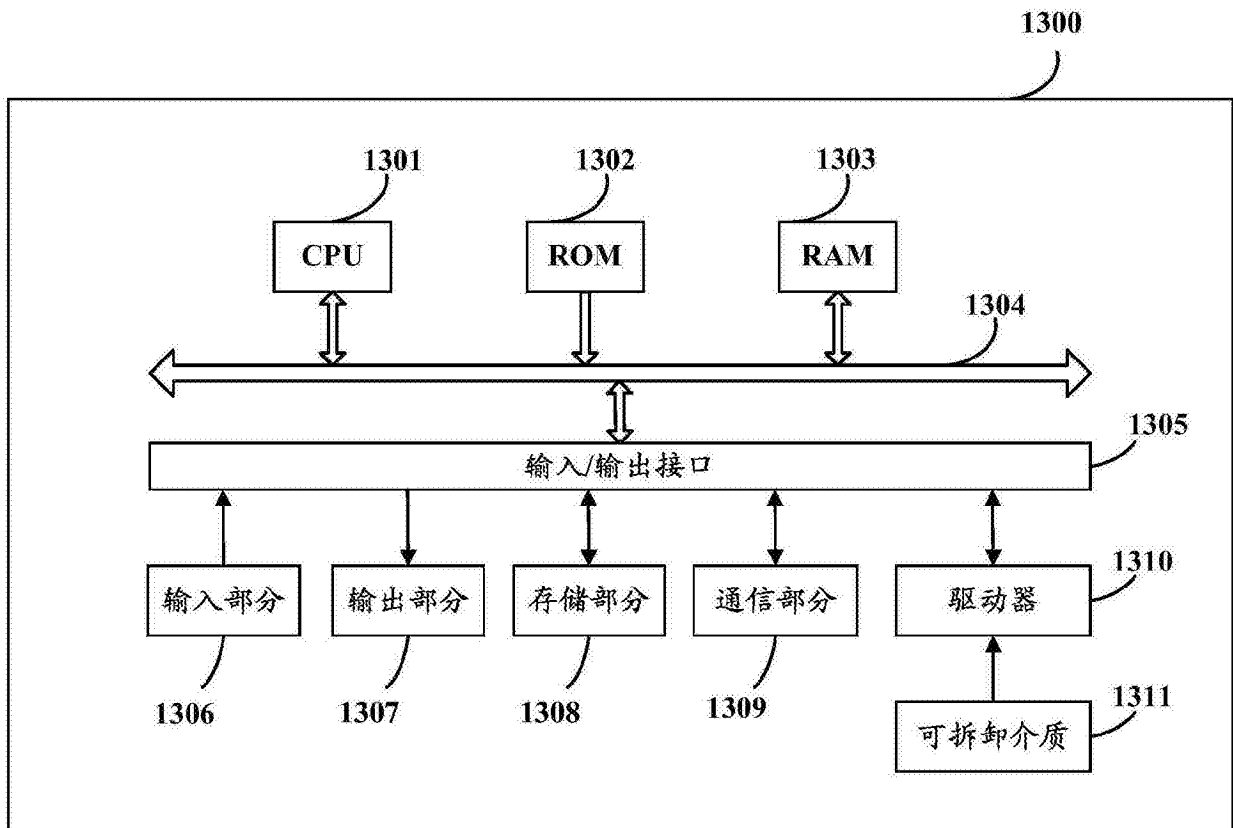 1300
1301
1302
1303
CPU
ROM
RAM
1304
1305
输入/输出接口
输入部分
输出部分
存储部分
通信部分
驱动器
1310
1306
1307
1308
1309
1311
可拆卸介质